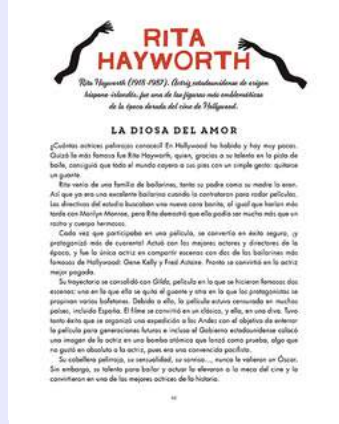 RITA
HAYWORTH
Rita Hayworth (1918-1987). Actriz estadounidense de origen
hispano-irlandés, fue una de las figuras más emblemáticas
de la época dorada del cine de Hollywood.
LA DIOSA DEL AMOR
¿Cuántas actrices pelirrojas conoces? En Hollywood ha habido y hay muy pocas.
Quizá la más famosa fue Rita Hayworth, quien, gracias a su talento en la pista de
baile, consiguió que todo el mundo cayera a sus pies con un simple gesto: quitarse
un guante.
Rita venía de una familia de bailarines, tanto su padre como su madre lo eran.
Así que ya era una excelente bailarina cuando la contrataron para rodar películas.
Los directivos del estudio buscaban una nueva cara bonita, al igual que harían más
tarde con Marilyn Monroe, pero Rita demostró que ella podía ser mucho más que un
rostro y cuerpo hermosos.
Cada vez que participaba en una película, se convertía en éxito seguro, ¡y
protagonizó más de cuarenta! Actuó con los mejores actores y directores de la
época, y fue la única actriz en compartir escenas con dos de los bailarines más
famosos de Hollywood: Gene Kelly y Fred Astaire. Pronto se convirtió en la actriz
mejor pagada.
Su trayectoria se consolidó con Gilda, película en la que se hicieron famosas dos
escenas: una en la que ella se quita el guante y otra en la que los protagonistas se
propinan varias bofetadas. Debido a ello, la película estuvo censurada en muchos
países, incluida España. El filme se convirtió en un clásico, y ella, en una diva. Tuvo
tanto éxito que se organizó una expedición a los Andes con el objetivo de enterrar
la película para generaciones futuras e incluso el Gobierno estadounidense colocó
una imagen de la actriz en una bomba atómica que lanzó como prueba, algo que
no gustó en absoluto a la actriz, pues era una convencida pacifista.
Su cabellera pelirroja, su sensualidad, su sonrisa..., nunca le valieron un Óscar.
Sin embargo, su talento para bailar y actuar la elevaron a la meca del cine y la
convirtieron en una de las mejores actrices de la historia.